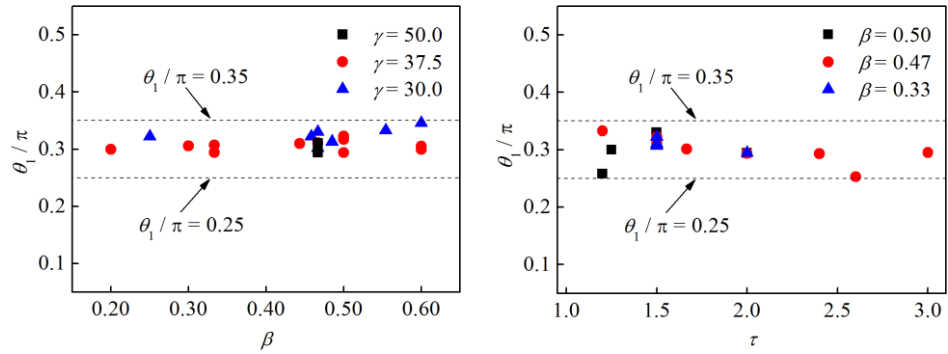 0.5
0.4
0.3
0.2
0.1
θ₁ / π
γ = 50.0
γ = 37.5
γ = 30.0
θ₁ / π = 0.35
θ₁ / π = 0.25
0.20 0.30 0.40 0.50 0.60
β
0.5
0.4
0.3
0.2
0.1
θ₁ / π
β = 0.50
β = 0.47
β = 0.33
θ₁ / π = 0.35
θ₁ / π = 0.25
1.0 1.5 2.0 2.5 3.0
τ